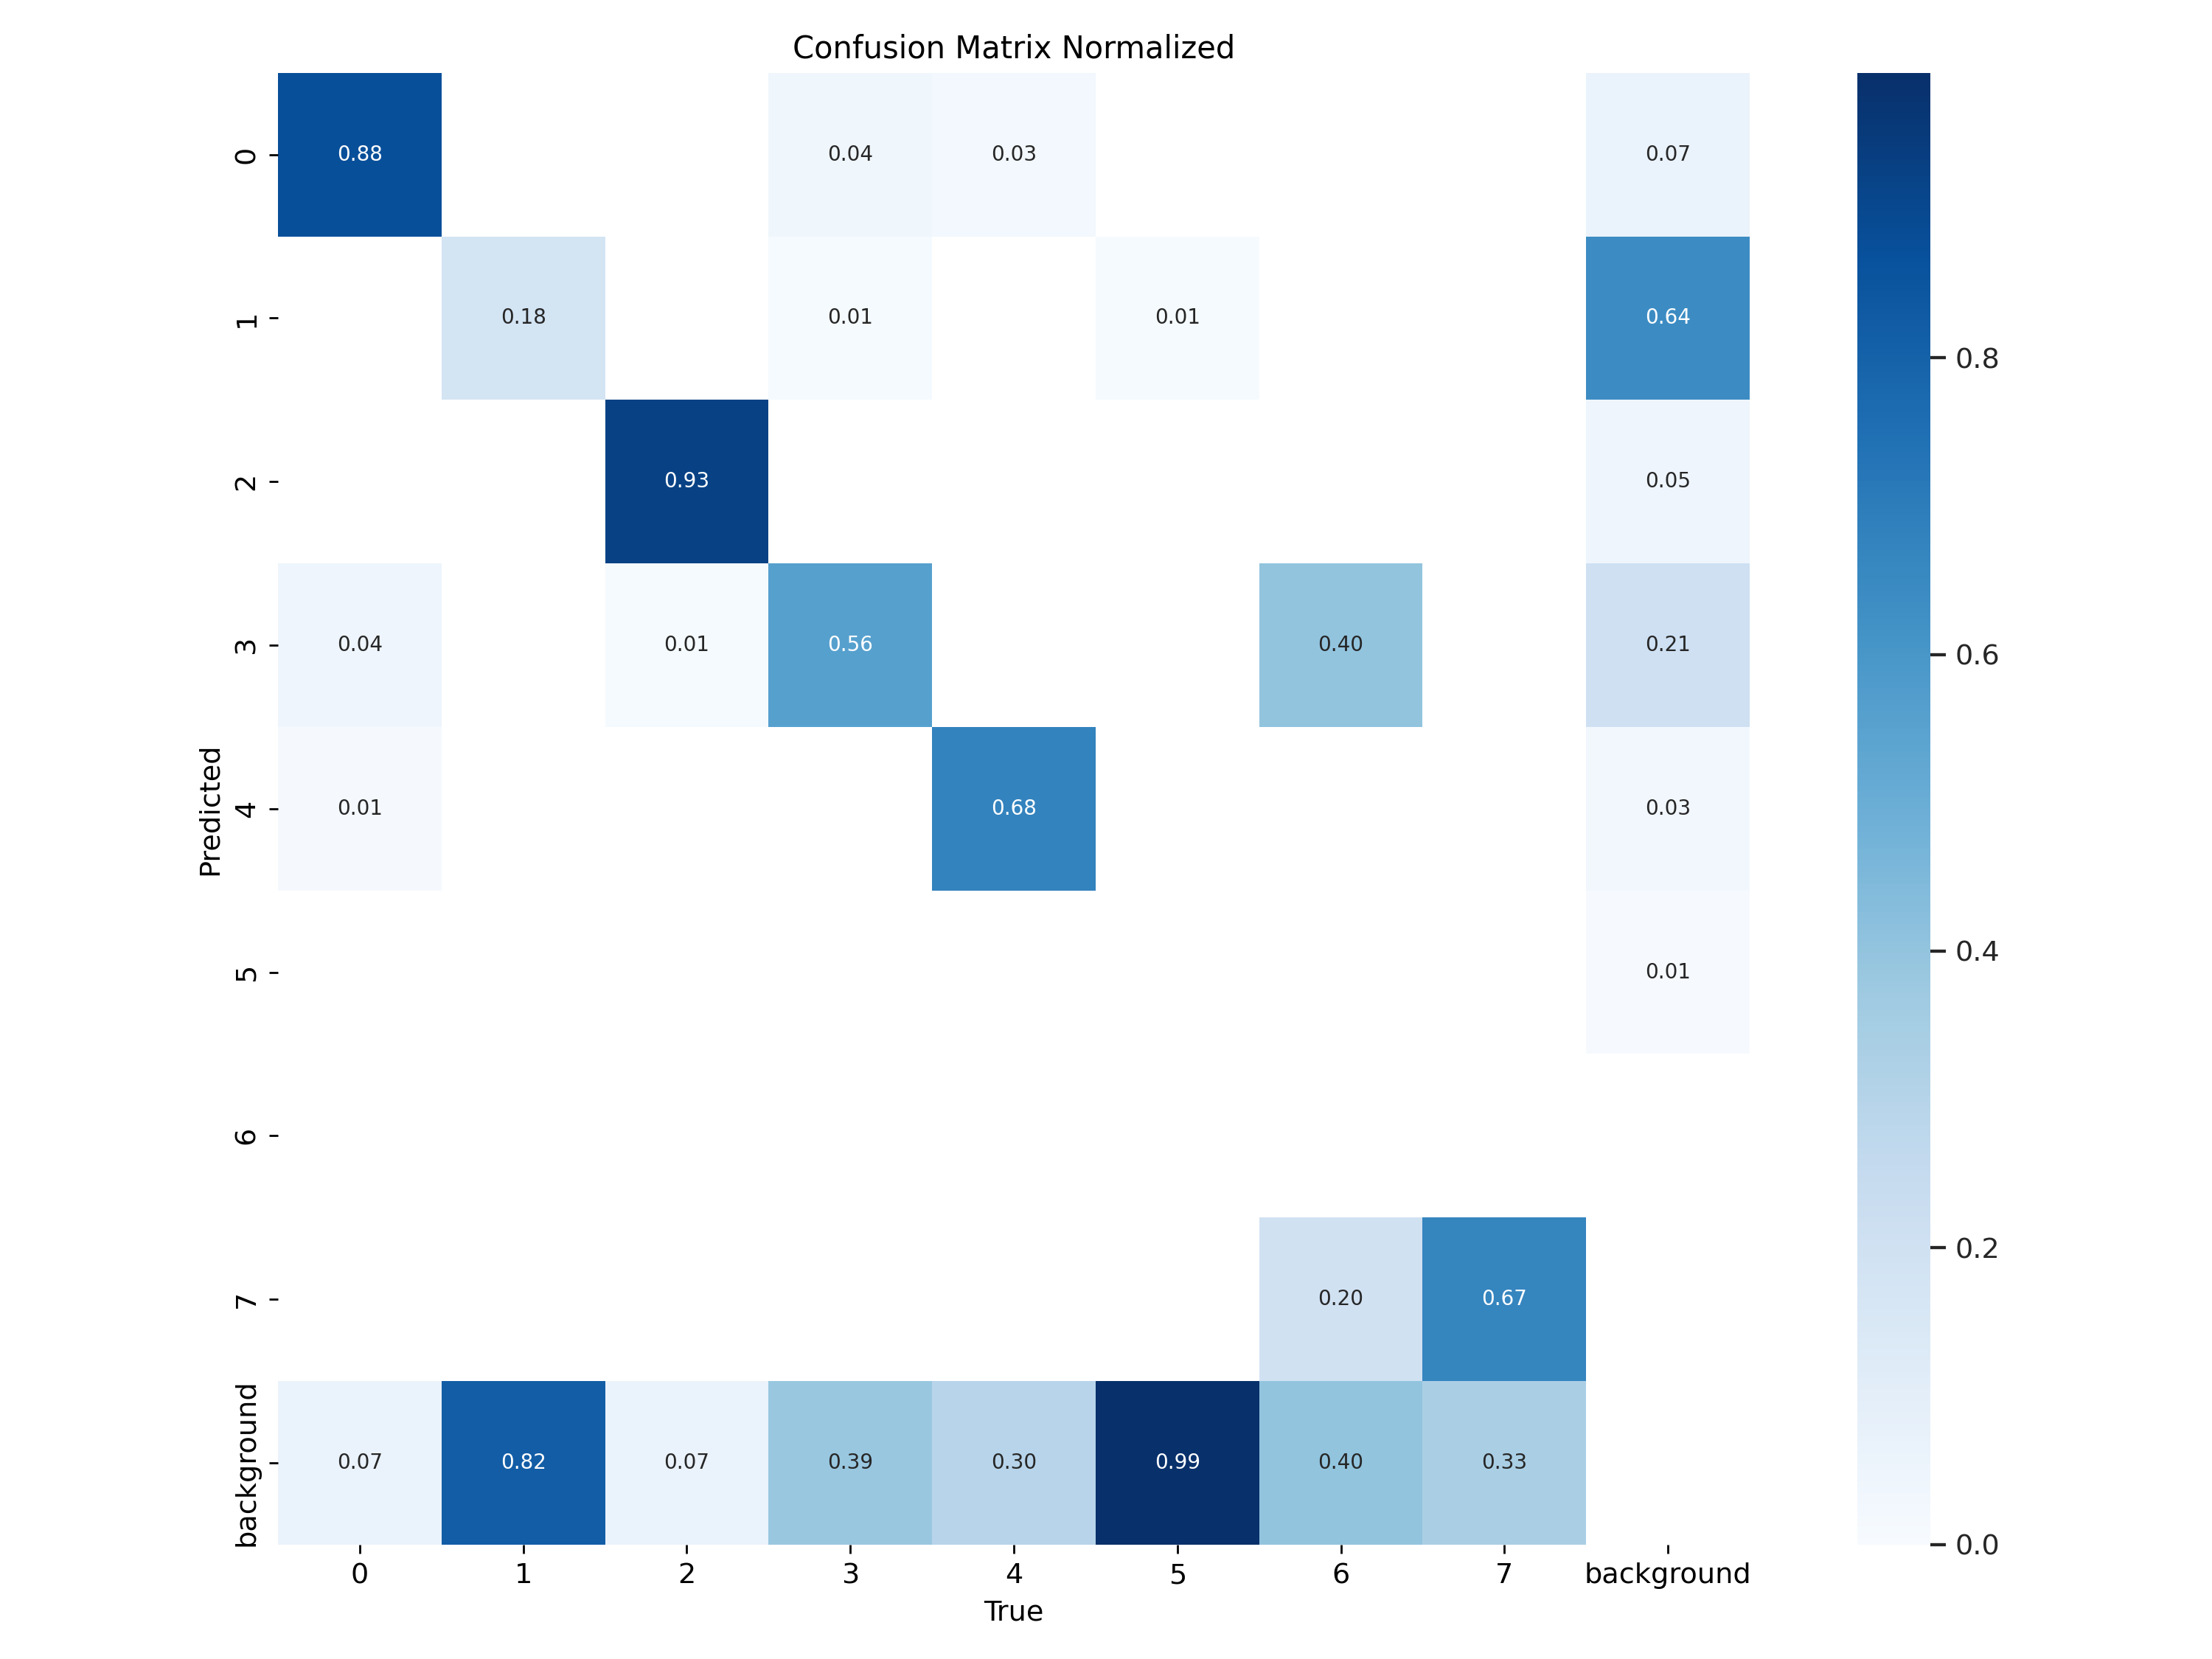 Confusion Matrix Normalized
0 0.88 0.04 0.03 0.07
1 0.18 0.01 0.01 0.64
2 0.93 0.05
3 0.04 0.01 0.56 0.40 0.21
4 0.01 0.68 0.03
5 0.01
6
7 0.20 0.67
background 0.07 0.82 0.07 0.39 0.30 0.99 0.40 0.33
0 1 2 3 4 5 6 7 background
True
Predicted
0.8
0.6
0.4
0.2
0.0